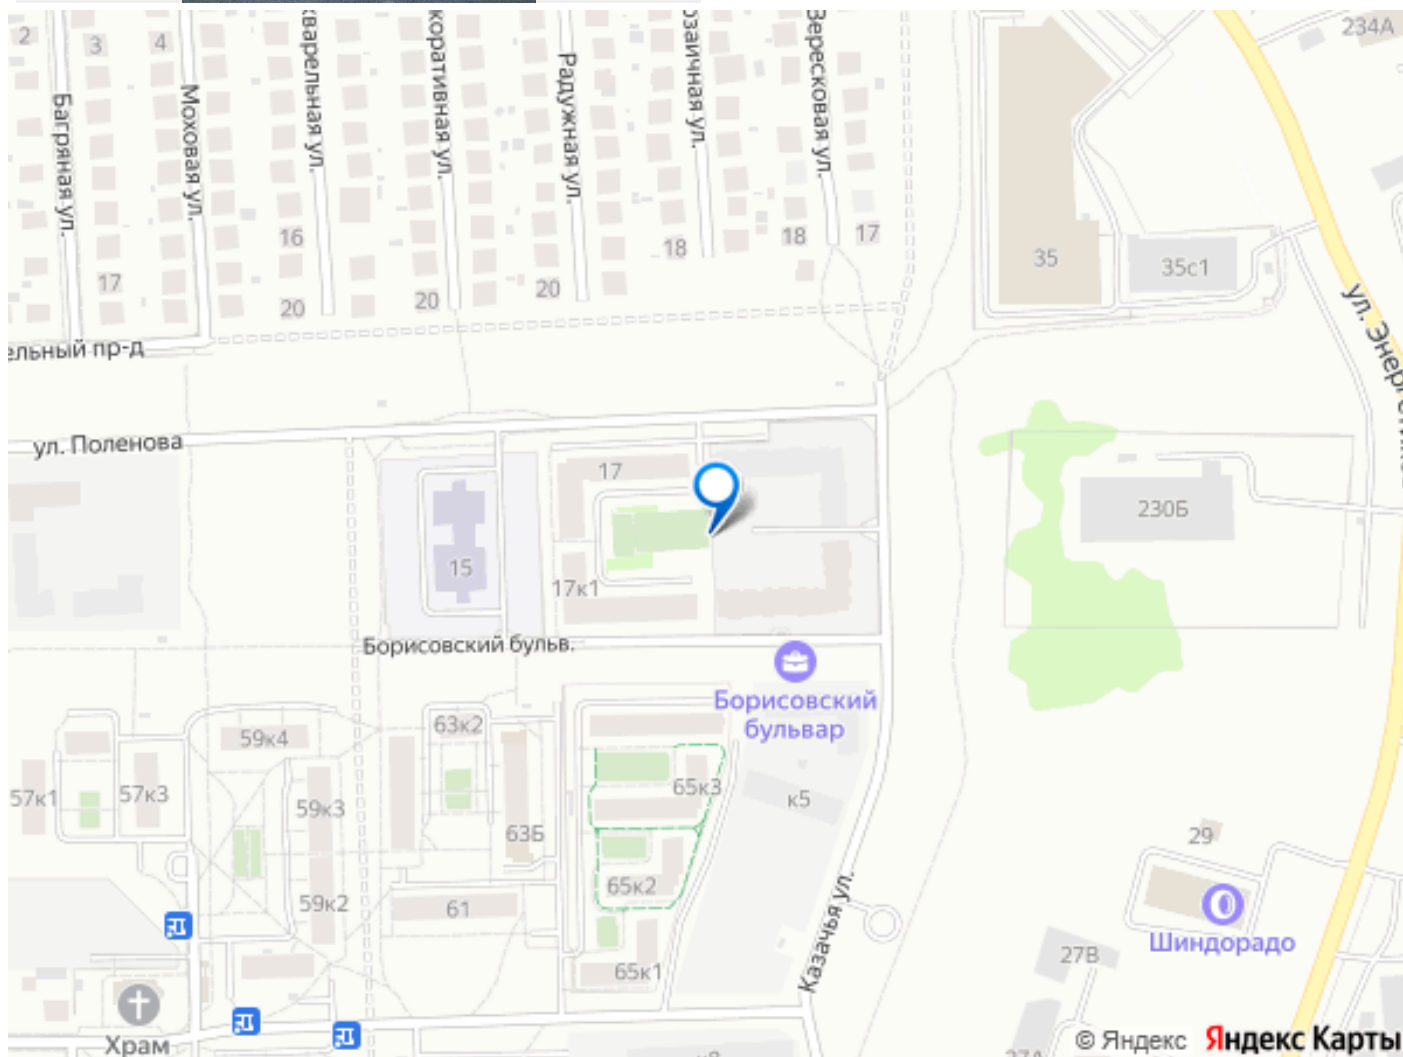 2
3
4
234А
Багряная ул.
Моховая ул.
кварельная ул.
коративная ул.
Радужная ул.
озаичная ул.
Вересковая ул.
17
16
20
20
20
18
18
17
35
35с1
ул. Энергетиков
ельный пр-д
ул. Поленова
17
15
17к1
230Б
Борисовский бульв.
Борисовский
бульвар
59к4
63к2
57к1
57к3
59к3
63Б
65к3
к5
59к2
61
65к2
65к1
Казачья ул.
29
Шиндорадо
27В
Храм
27А
© Яндекс Яндекс Карты